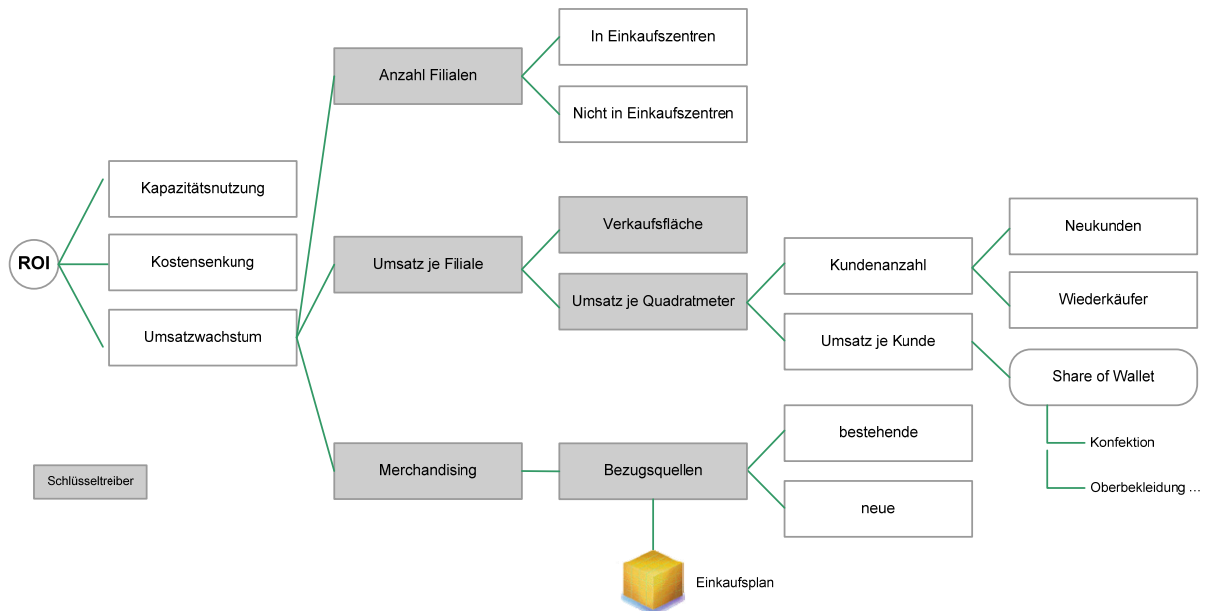 In Einkaufszentren
Anzahl Filialen
Nicht in Einkaufszentren
Kapazitätsnutzung
ROI
Kostensenkung
Umsatzwachstum
Verkaufsfläche
Umsatz je Filiale
Umsatz je Quadratmeter
Kundenanzahl
Neukunden
Wiederkäufer
Umsatz je Kunde
Share of Wallet
Konfektion
Oberbekleidung ...
bestehende
Merchandising
Bezugsquellen
neue
Schlüsseltreiber
Einkaufsplan